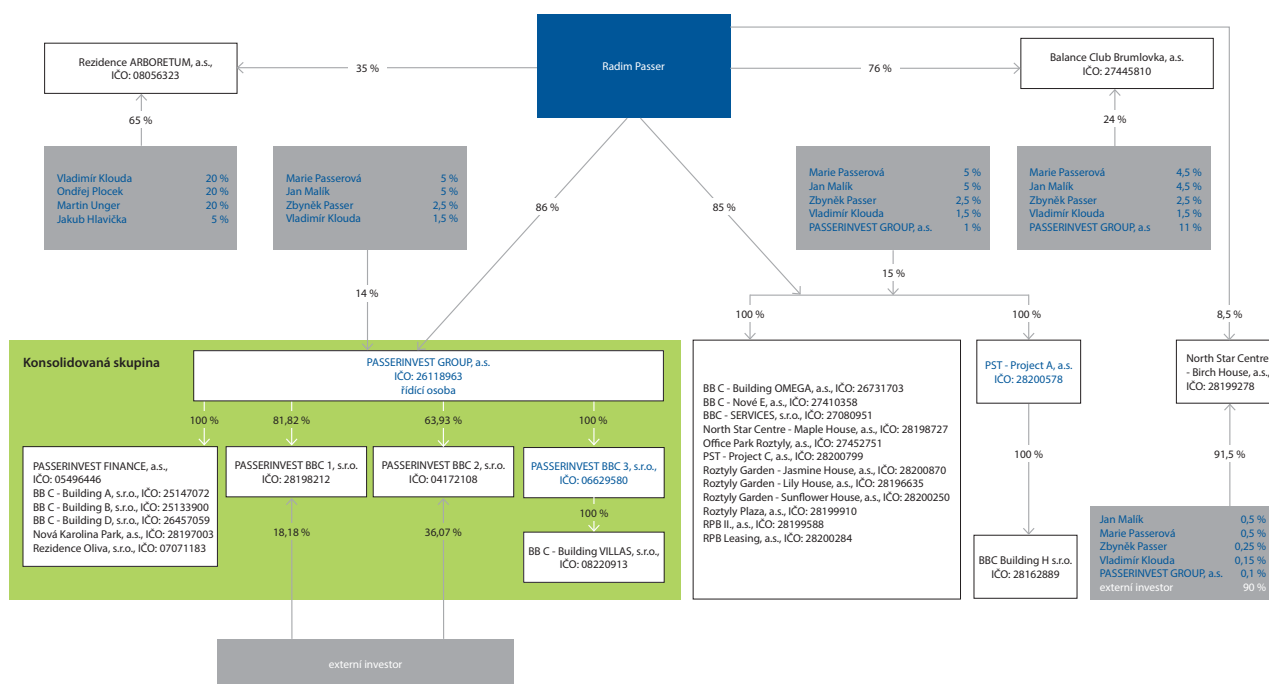 Radim Passer
Rezidence ARBORETUM, a.s.,
IČO: 08056323
35 %
76 %
Balance Club Brumlovka, a.s.
IČO: 27445810
65 %
24 %
Vladimír Klouda 20 %
Ondřej Plocek 20 %
Martin Unger 20 %
Jakub Hlavička 5 %
Marie Passerová 5 %
Jan Malík 5 %
Zbyněk Passer 2,5 %
Vladimír Klouda 1,5 %
Marie Passerová 5 %
Jan Malík 5 %
Zbyněk Passer 2,5 %
Vladimír Klouda 1,5 %
PASSERINVEST GROUP, a.s. 1 %
Marie Passerová 4,5 %
Jan Malík 4,5 %
Zbyněk Passer 2,5 %
Vladimír Klouda 1,5 %
PASSERINVEST GROUP, a.s 11 %
86 %
85 %
14 %
15 %
100 %
100 %
8,5 %
Konsolidovaná skupina
PASSERINVEST GROUP, a.s.
IČO: 26118963
řídící osoba
100 %
81,82 %
63,93 %
100 %
PASSERINVEST FINANCE, a.s.,
IČO: 05496446
BB C - Building A, s.r.o., IČO: 25147072
BB C - Building B, s.r.o., IČO: 25133900
BB C - Building D, s.r.o., IČO: 26457059
Nová Karolina Park, a.s., IČO: 28197003
Rezidence Oliva, s.r.o., IČO: 07071183
PASSERINVEST BBC 1, s.r.o.
IČO: 28198212
PASSERINVEST BBC 2, s.r.o.
IČO: 04172108
PASSERINVEST BBC 3, s.r.o.,
IČO: 06629580
100 %
BB C - Building VILLAS, s.r.o.,
IČO: 08220913
18,18 %
36,07 %
externí investor
BB C - Building OMEGA, a.s., IČO: 26731703
BB C - Nové E, a.s., IČO: 27410358
BBC - SERVICES, s.r.o., IČO: 27080951
North Star Centre - Maple House, a.s., IČO: 28198727
Office Park Roztyly, a.s., IČO: 27452751
PST - Project C, a.s., IČO: 28200799
Roztyly Garden - Jasmine House, a.s., IČO: 28200870
Roztyly Garden - Lily House, a.s., IČO: 28196635
Roztyly Garden - Sunflower House, a.s., IČO: 28200250
Roztyly Plaza, a.s., IČO: 28199910
RPB II., a.s., IČO: 28199588
RPB Leasing, a.s., IČO: 28200284
PST - Project A, a.s.
IČO: 28200578
100 %
BBC Building H s.r.o.
IČO: 28162889
North Star Centre
- Birch House, a.s.,
IČO: 28199278
91,5 %
Jan Malík 0,5 %
Marie Passerová 0,5 %
Zbyněk Passer 0,25 %
Vladimír Klouda 0,15 %
PASSERINVEST GROUP, a.s. 0,1 %
externí investor 90 %